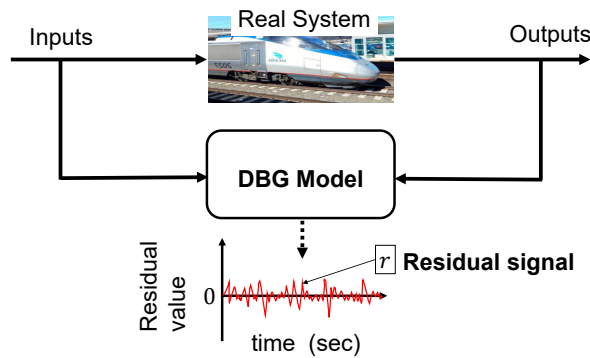 Real System
Inputs
Outputs
DBG Model
r Residual signal
Residual
value
0
time (sec)